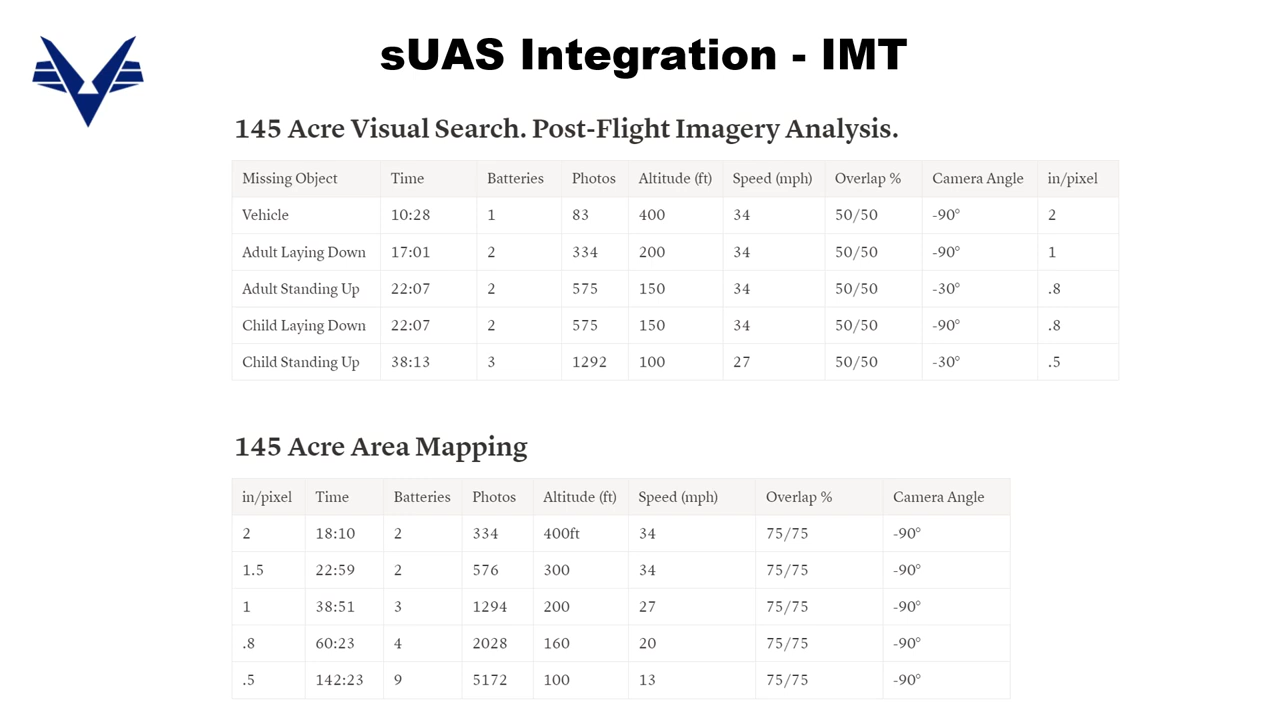 sUAS Integration - IMT
145 Acre Visual Search. Post-Flight Imagery Analysis.
Missing Object Time Batteries Photos Altitude (ft) Speed (mph) Overlap % Camera Angle in/pixel
Vehicle 10:28 1 83 400 34 50/50 -90° 2
Adult Laying Down 17:01 2 334 200 34 50/50 -90° 1
Adult Standing Up 22:07 2 575 150 34 50/50 -30° .8
Child Laying Down 22:07 2 575 150 34 50/50 -90° .8
Child Standing Up 38:13 3 1292 100 27 50/50 -30° .5
145 Acre Area Mapping
in/pixel Time Batteries Photos Altitude (ft) Speed (mph) Overlap % Camera Angle
2 18:10 2 334 400ft 34 75/75 -90°
1.5 22:59 2 576 300 34 75/75 -90°
1 38:51 3 1294 200 27 75/75 -90°
.8 60:23 4 2028 160 20 75/75 -90°
.5 142:23 9 5172 100 13 75/75 -90°